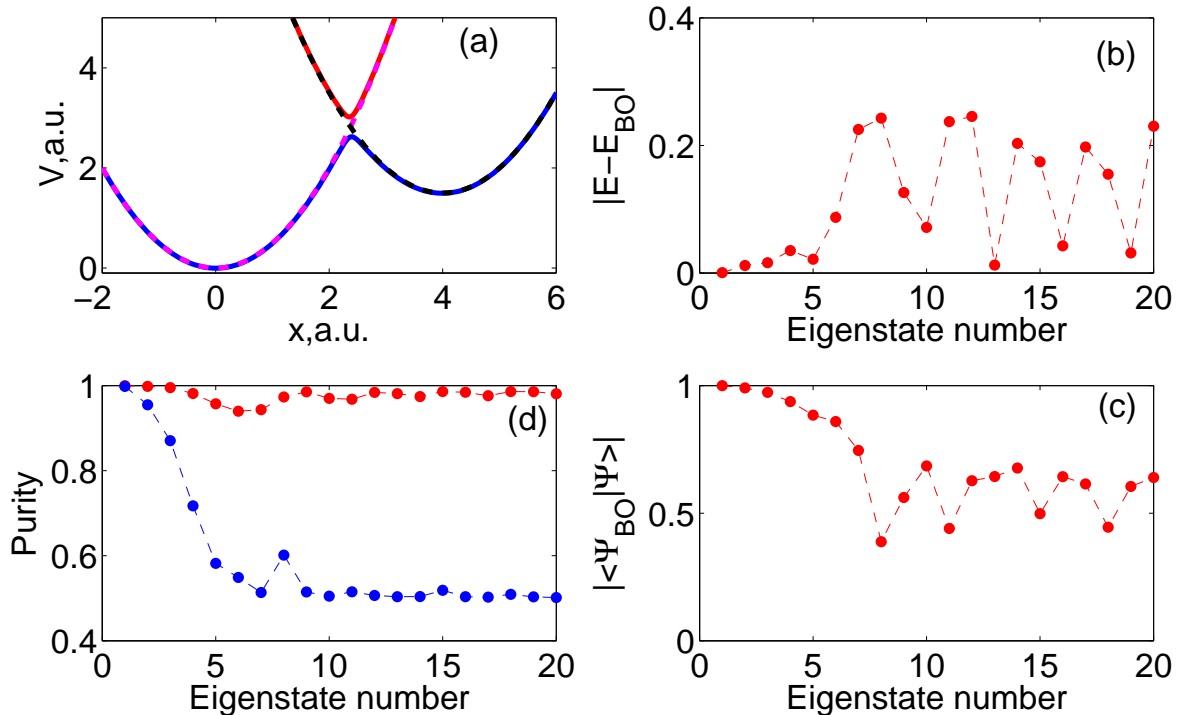 (a)
V,a.u.
4
2
0
−2 0 2 4 6
x,a.u.
(b)
|E−E_BO|
0.4
0.2
0
0 5 10 15 20
Eigenstate number
(d)
Purity
1
0.8
0.6
0.4
0 5 10 15 20
Eigenstate number
(c)
|<Ψ_BO|Ψ>|
1
0.5
0
0 5 10 15 20
Eigenstate number